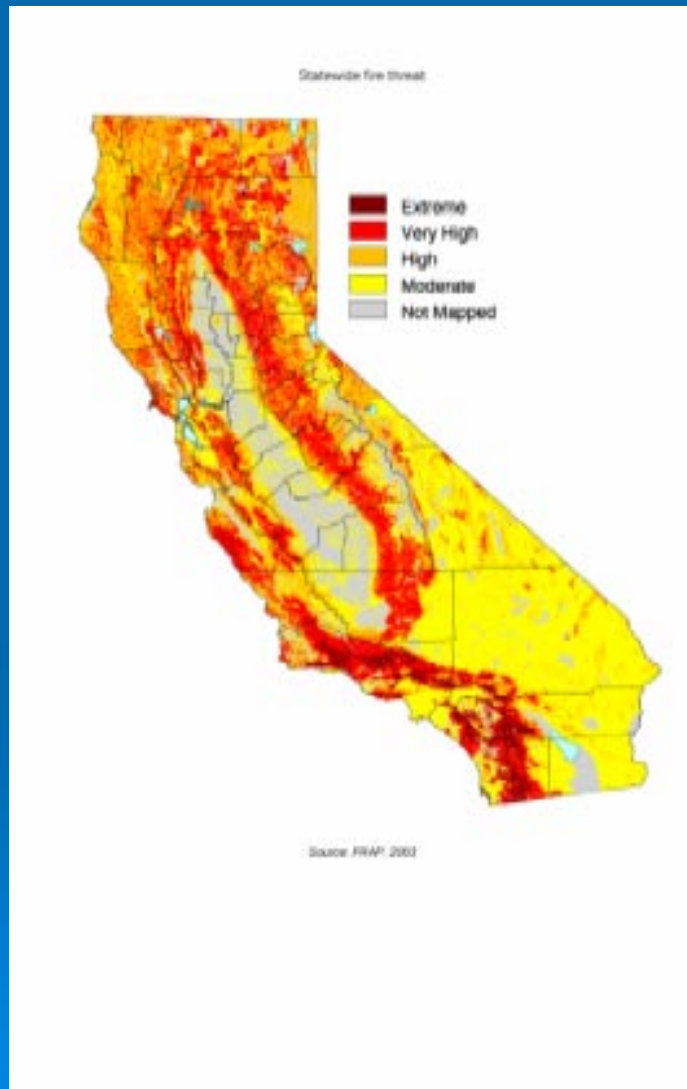 Statewide fire threat
Extreme
Very High
High
Moderate
Not Mapped
Source: FRAP, 2003